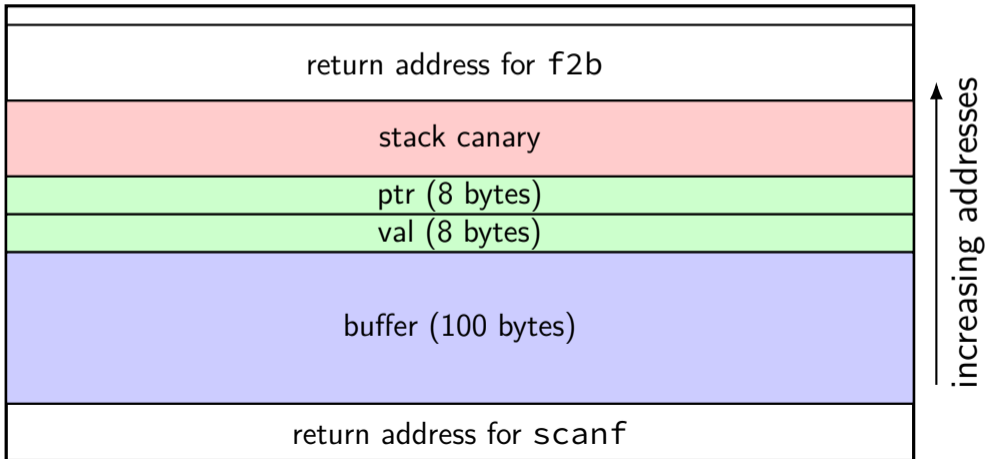 return address for f2b
stack canary
ptr (8 bytes)
val (8 bytes)
buffer (100 bytes)
return address for scanf
increasing addresses